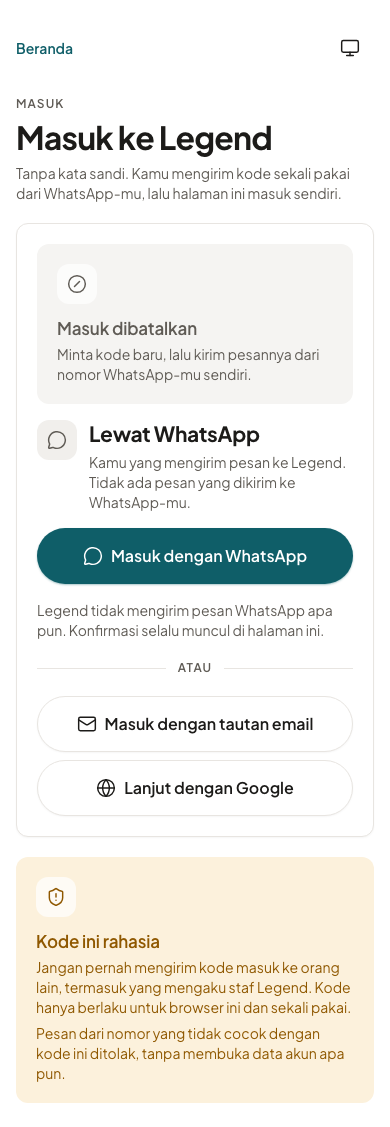 Beranda
MASUK
Masuk ke Legend
Tanpa kata sandi. Kamu mengirim kode sekali pakai
dari WhatsApp-mu, lalu halaman ini masuk sendiri.
Masuk dibatalkan
Minta kode baru, lalu kirim pesannya dari
nomor WhatsApp-mu sendiri.
Lewat WhatsApp
Kamu yang mengirim pesan ke Legend.
Tidak ada pesan yang dikirim ke
WhatsApp-mu.
Masuk dengan WhatsApp
Legend tidak mengirim pesan WhatsApp apa
pun. Konfirmasi selalu muncul di halaman ini.
ATAU
Masuk dengan tautan email
Lanjut dengan Google
Kode ini rahasia
Jangan pernah mengirim kode masuk ke orang
lain, termasuk yang mengaku staf Legend. Kode
hanya berlaku untuk browser ini dan sekali pakai.
Pesan dari nomor yang tidak cocok dengan
kode ini ditolak, tanpa membuka data akun apa
pun.